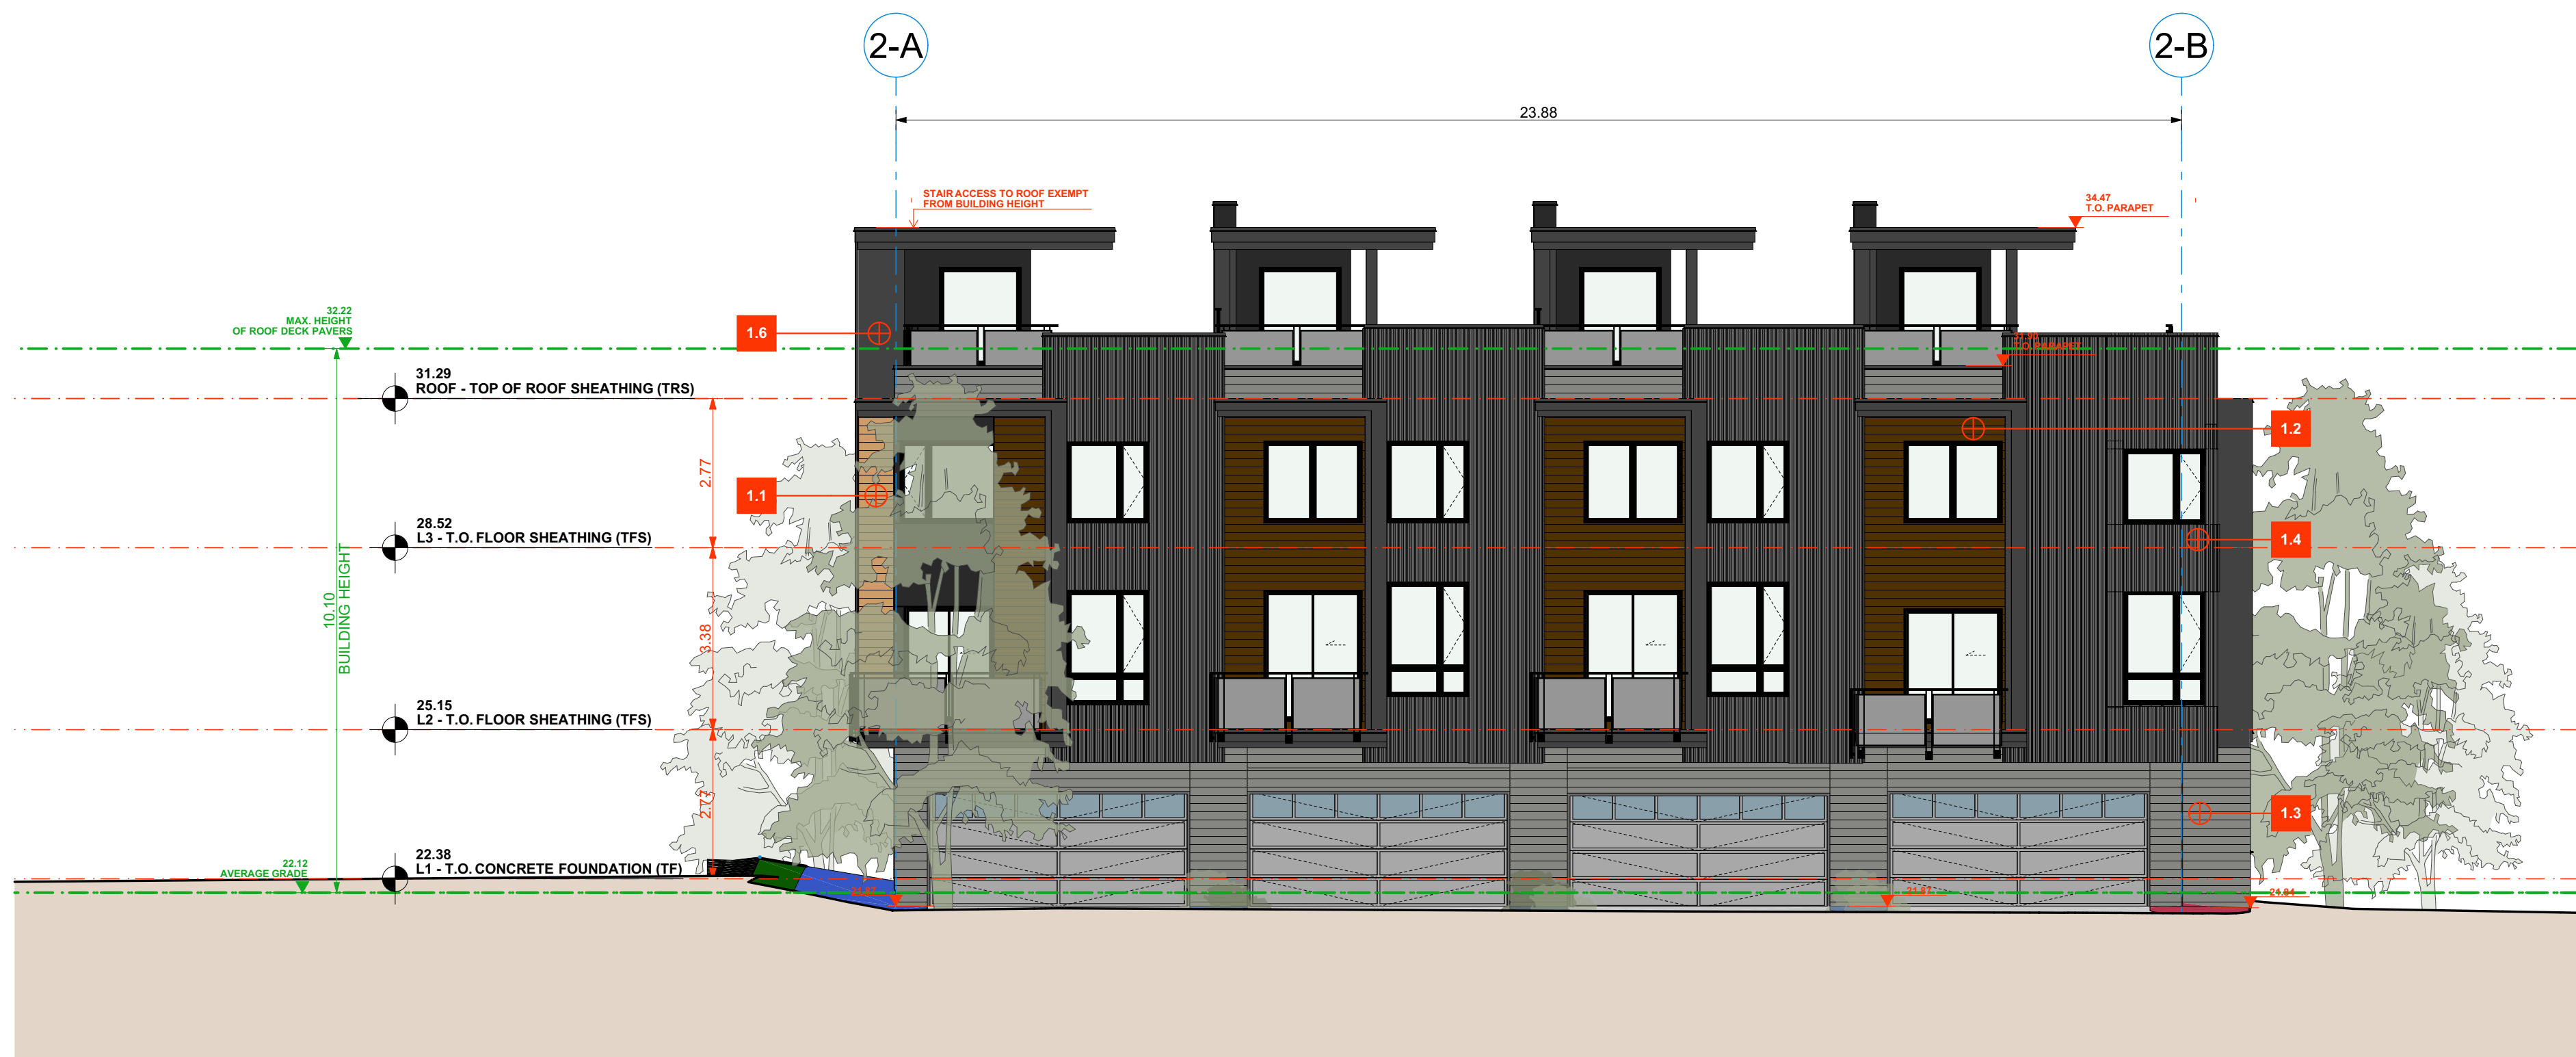 2-A
2-B
23.88
STAIR ACCESS TO ROOF EXEMPT
FROM BUILDING HEIGHT
34.47
T.O. PARAPET
32.22
MAX. HEIGHT
OF ROOF DECK PAVERS
1.6
T.O. PARAPET
31.29
ROOF - TOP OF ROOF SHEATHING (TRS)
1.2
2.77
1.1
28.52
L3 - T.O. FLOOR SHEATHING (TFS)
1.4
10.10
BUILDING HEIGHT
3.38
25.15
L2 - T.O. FLOOR SHEATHING (TFS)
2.77
1.3
22.38
L1 - T.O. CONCRETE FOUNDATION (TF)
22.12
AVERAGE GRADE
21.87